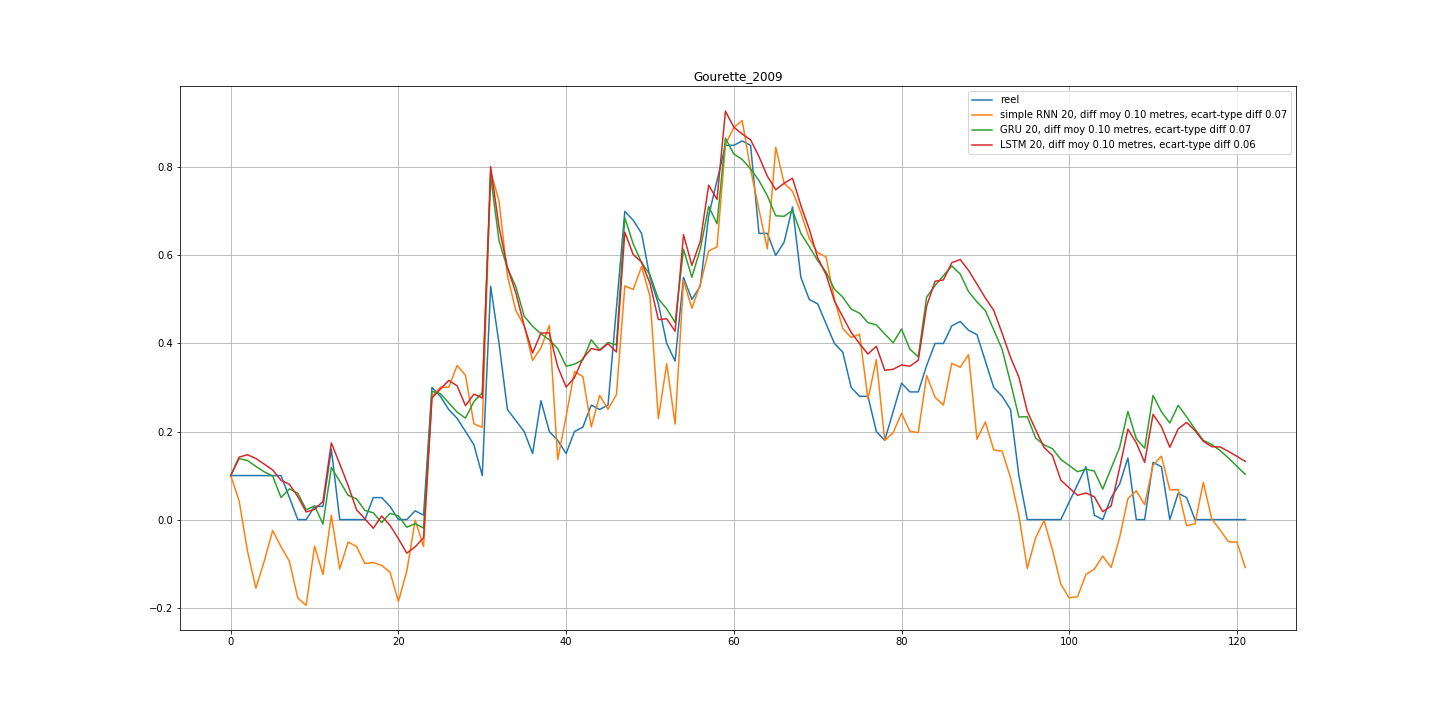 Gourette_2009
reel
simple RNN 20, diff moy 0.10 metres, ecart-type diff 0.07
GRU 20, diff moy 0.10 metres, ecart-type diff 0.07
LSTM 20, diff moy 0.10 metres, ecart-type diff 0.06
0.8
0.6
0.4
0.2
0.0
−0.2
0 20 40 60 80 100 120